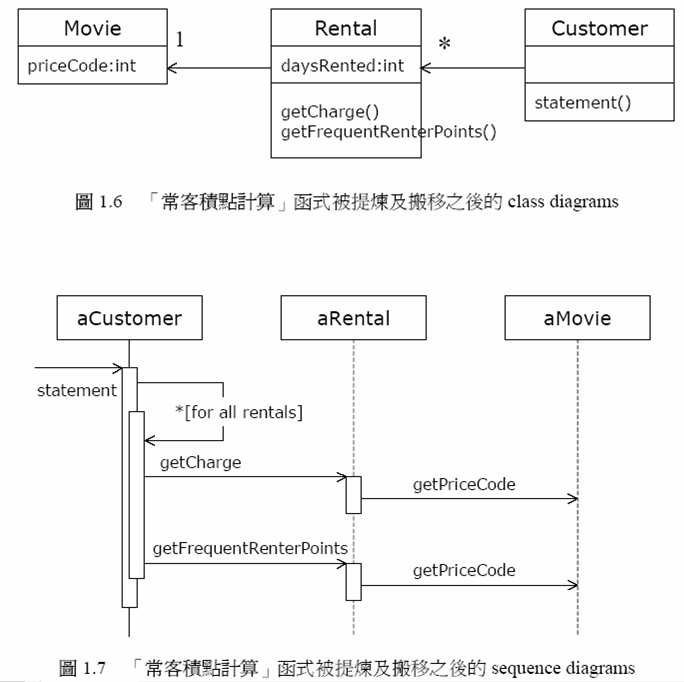 Movie
1
Rental
*
Customer
priceCode:int
daysRented:int
getCharge()
getFrequentRenterPoints()
statement()
圖 1.6 「常客積點計算」函式被提煉及搬移之後的 class diagrams
aCustomer
aRental
aMovie
statement
*[for all rentals]
getCharge
getPriceCode
getFrequentRenterPoints
getPriceCode
圖 1.7 「常客積點計算」函式被提煉及搬移之後的 sequence diagrams